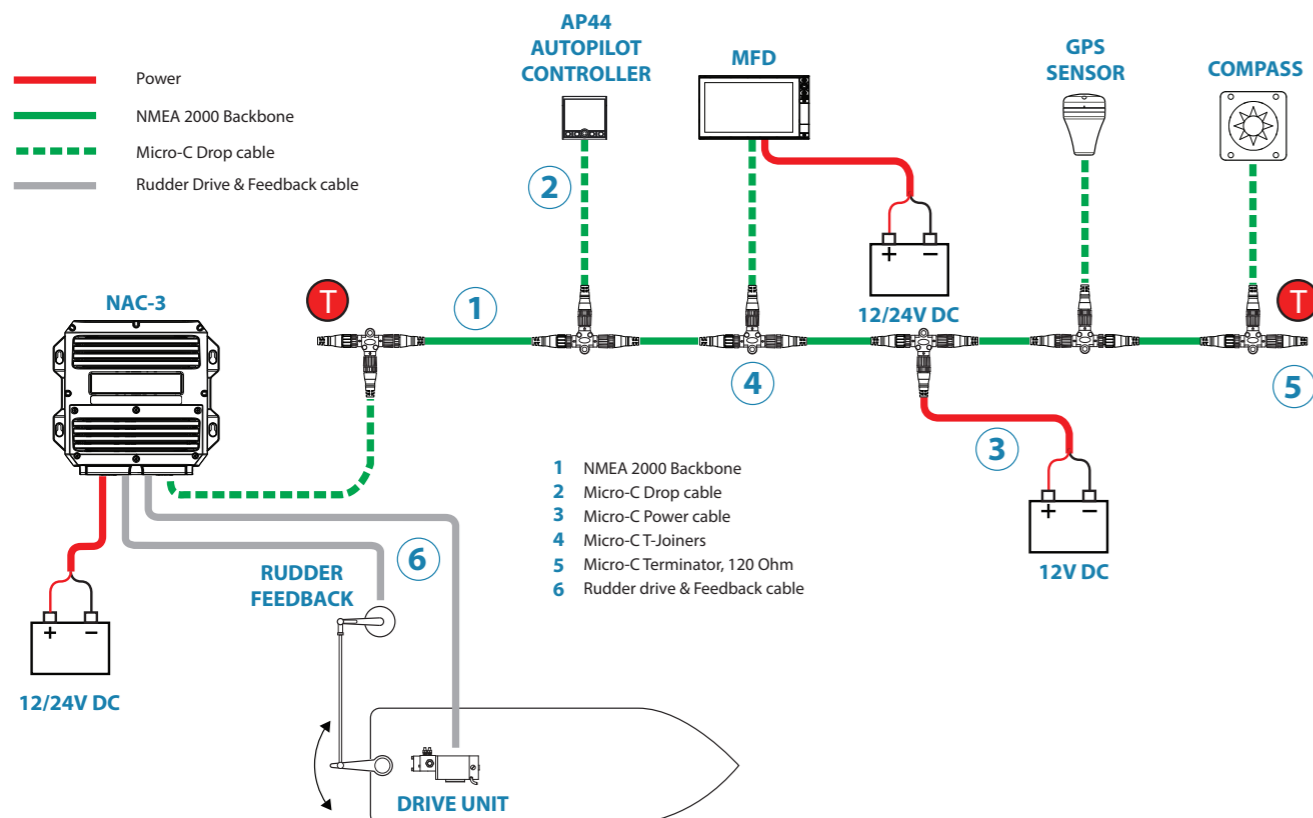 Power
NMEA 2000 Backbone
Micro-C Drop cable
Rudder Drive & Feedback cable
AP44
AUTOPILOT
CONTROLLER
MFD
GPS
SENSOR
COMPASS
2
+ −
12/24V DC
NAC-3
T
1
T
4
5
3
+ −
12V DC
1 NMEA 2000 Backbone
2 Micro-C Drop cable
3 Micro-C Power cable
4 Micro-C T-Joiners
5 Micro-C Terminator, 120 Ohm
6 Rudder drive & Feedback cable
6
RUDDER
FEEDBACK
+ −
12/24V DC
DRIVE UNIT